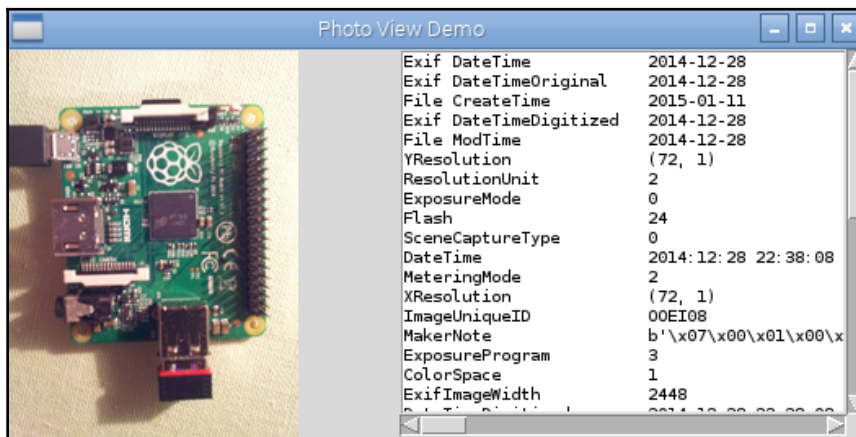 Photo View Demo
Exif DateTime 2014-12-28
Exif DateTimeOriginal 2014-12-28
File CreateTime 2015-01-11
Exif DateTimeDigitized 2014-12-28
File ModTime 2014-12-28
YResolution (72, 1)
ResolutionUnit 2
ExposureMode 0
Flash 24
SceneCaptureType 0
DateTime 2014:12:28 22:38:08
MeteringMode 2
XResolution (72, 1)
ImageUniqueID OOEI08
MakerNote b'\x07\x00\x01\x00\x
ExposureProgram 3
ColorSpace 1
ExifImageWidth 2448
HDMI